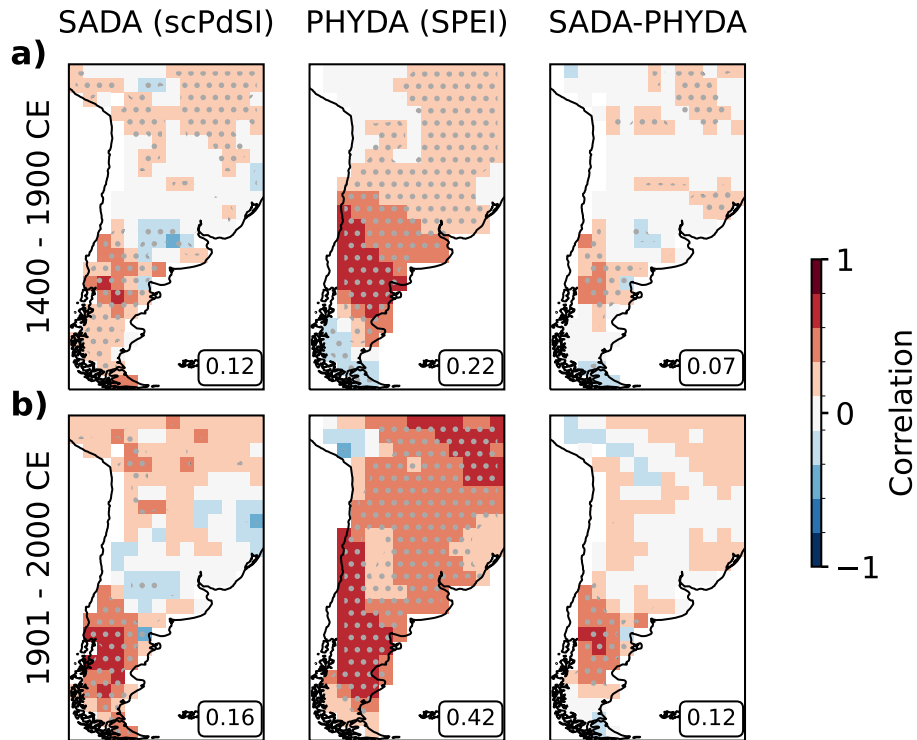 SADA (scPdSI) PHYDA (SPEI) SADA-PHYDA
a)
1400 - 1900 CE
0.12 0.22 0.07
b)
1901 - 2000 CE
0.16 0.42 0.12
1
0
−1
Correlation